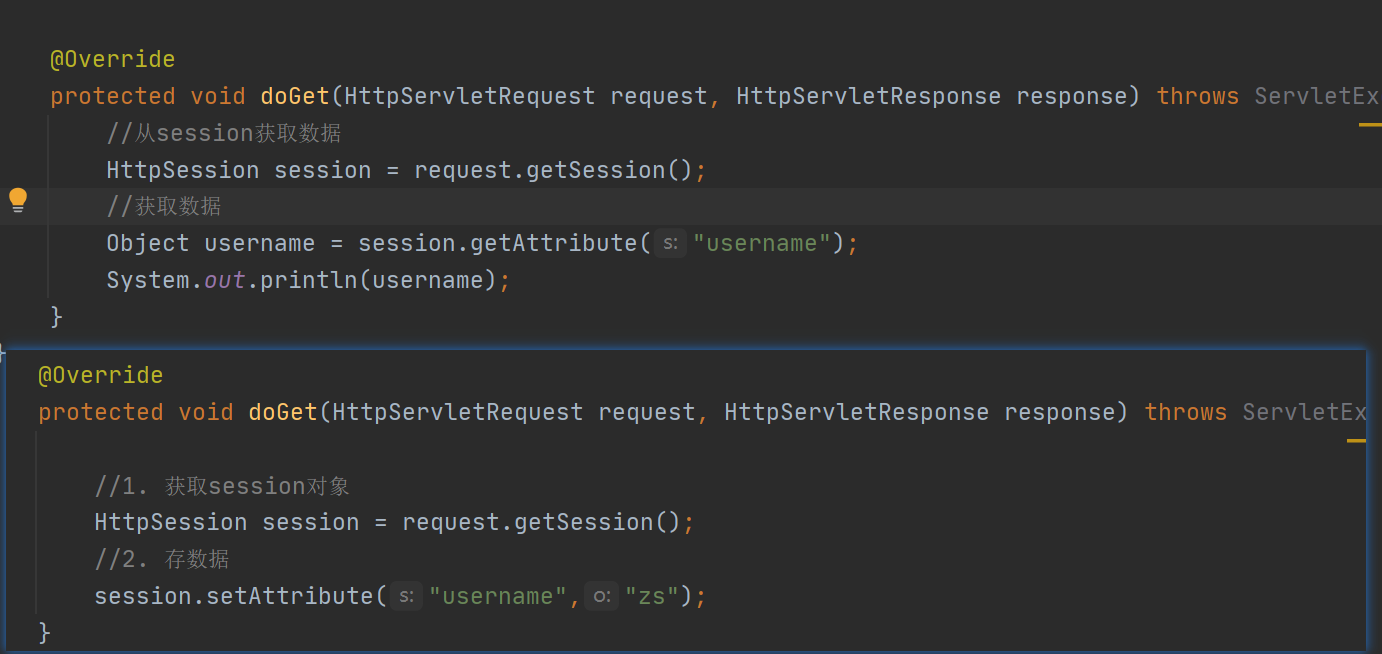 @Override
protected void doGet(HttpServletRequest request, HttpServletResponse response) throws ServletEx
//从session获取数据
HttpSession session = request.getSession();
//获取数据
Object username = session.getAttribute( s: "username");
System.out.println(username);
}
@Override
protected void doGet(HttpServletRequest request, HttpServletResponse response) throws ServletEx
//1. 获取session对象
HttpSession session = request.getSession();
//2. 存数据
session.setAttribute( s: "username", o: "zs");
}